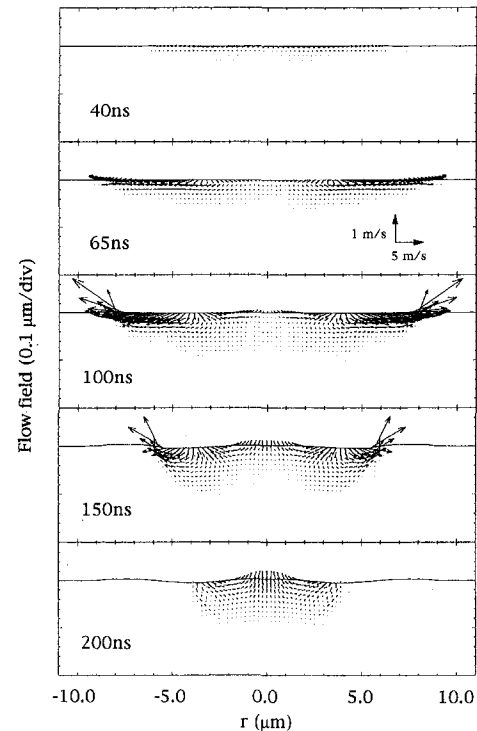 40ns
65ns
1 m/s
5 m/s
100ns
150ns
200ns
Flow field (0.1 μm/div)
-10.0 -5.0 0.0 5.0 10.0
r (μm)